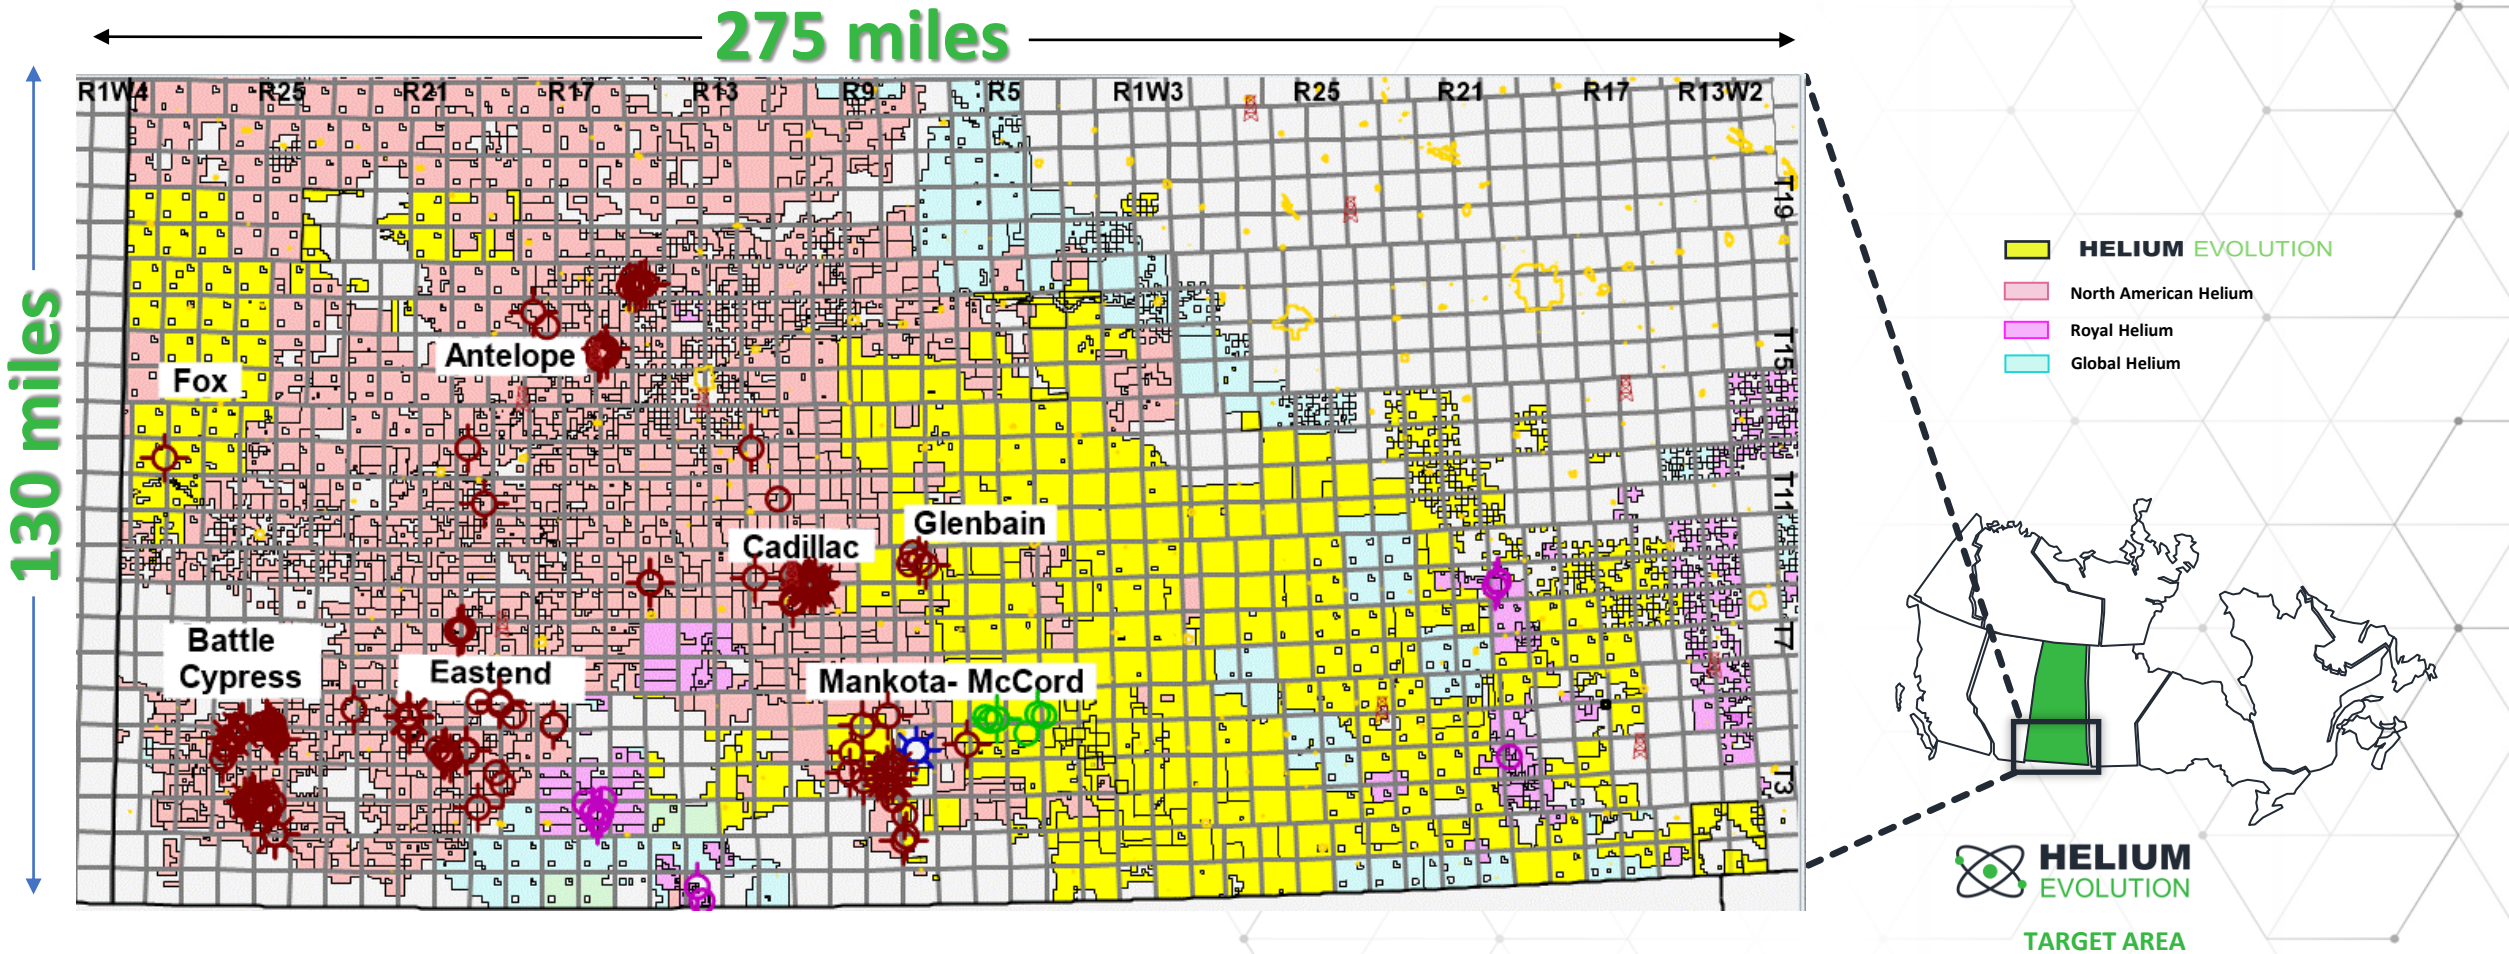 275 miles
130 miles
R1W4 R25 R21 R17 R13 R9 R5 R1W3 R25 R21 R17 R13W2
T19
T15
T11
T7
T3
Antelope
Fox
Glenbain
Cadillac
Battle
Cypress
Eastend
Mankota- McCord
HELIUM EVOLUTION
North American Helium
Royal Helium
Global Helium
HELIUM
EVOLUTION
TARGET AREA